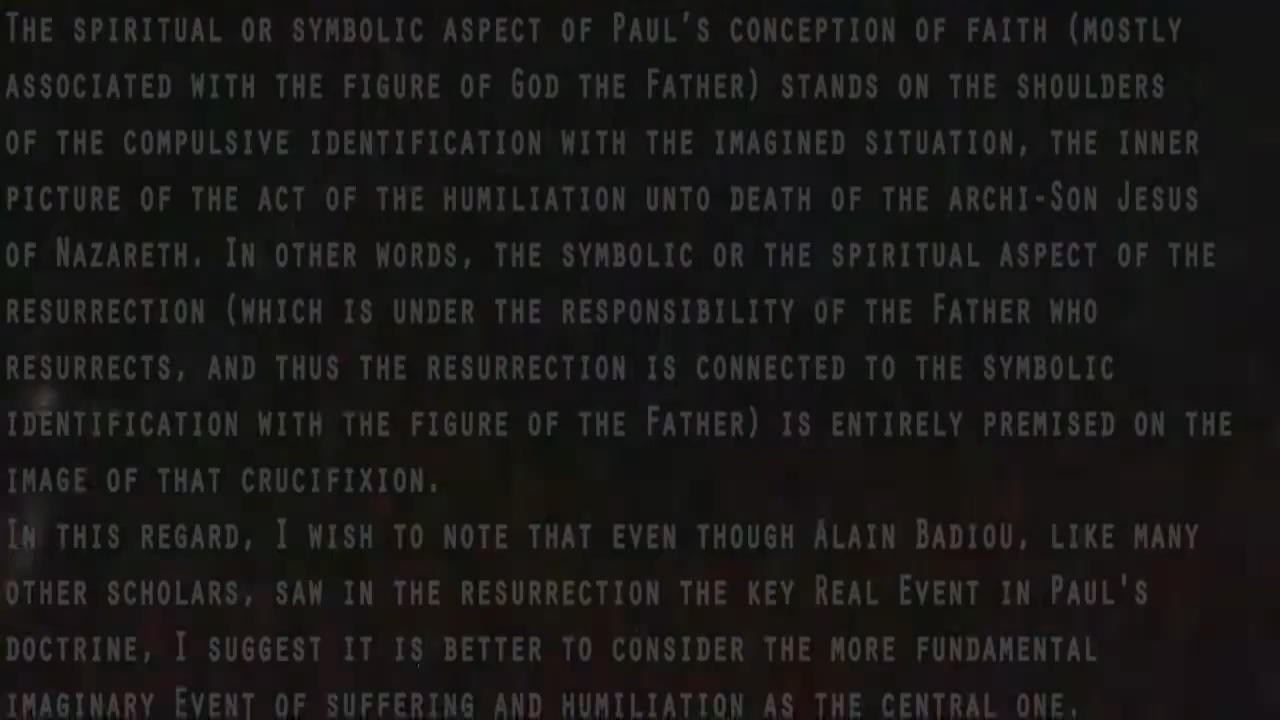 The spiritual or symbolic aspect of Paul’s conception of faith (mostly
associated with the figure of God the Father) stands on the shoulders
of the compulsive identification with the imagined situation, the inner
picture of the act of the humiliation unto death of the archi-Son Jesus
of Nazareth. In other words, the symbolic or the spiritual aspect of the
resurrection (which is under the responsibility of the Father who
resurrects, and thus the resurrection is connected to the symbolic
identification with the figure of the Father) is entirely premised on the
image of that crucifixion.
In this regard, I wish to note that even though Alain Badiou, like many
other scholars, saw in the resurrection the key Real Event in Paul's
doctrine, I suggest it is better to consider the more fundamental
imaginary Event of suffering and humiliation as the central one.